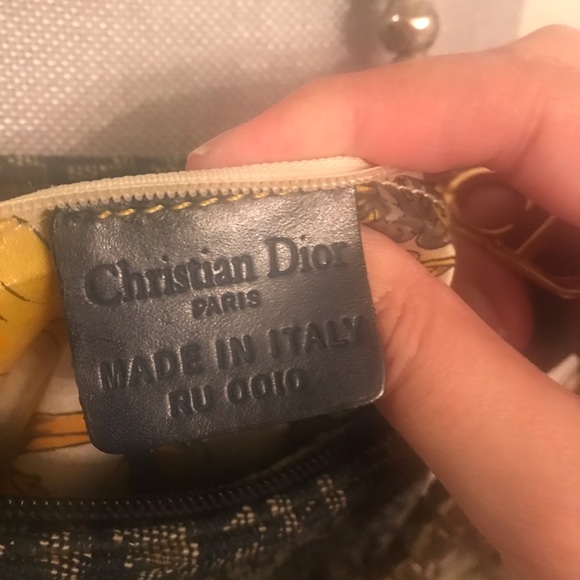 Christian Dior
PARIS
MADE IN ITALY
RU 0010